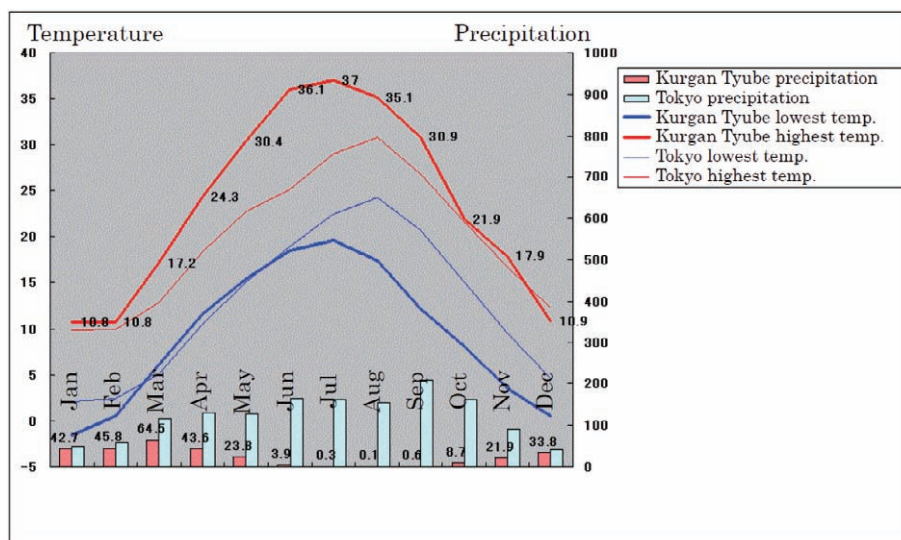 Temperature Precipitation
40 1000
35 900
30 800
25 700
20 600
15 500
10 400
5 300
0 200
-5 100
0
Kurgan Tyube precipitation
Tokyo precipitation
Kurgan Tyube lowest temp.
Kurgan Tyube highest temp.
Tokyo lowest temp.
Tokyo highest temp.
10.8 10.8 17.2 24.3 30.4 36.1 37 35.1 30.9 21.9 17.9 10.9
Jan Feb Mar Apr May Jun Jul Aug Sep Oct Nov Dec
42.7 45.8 64.5 43.6 23.8 3.9 0.3 0.1 0.6 8.7 21.9 33.8